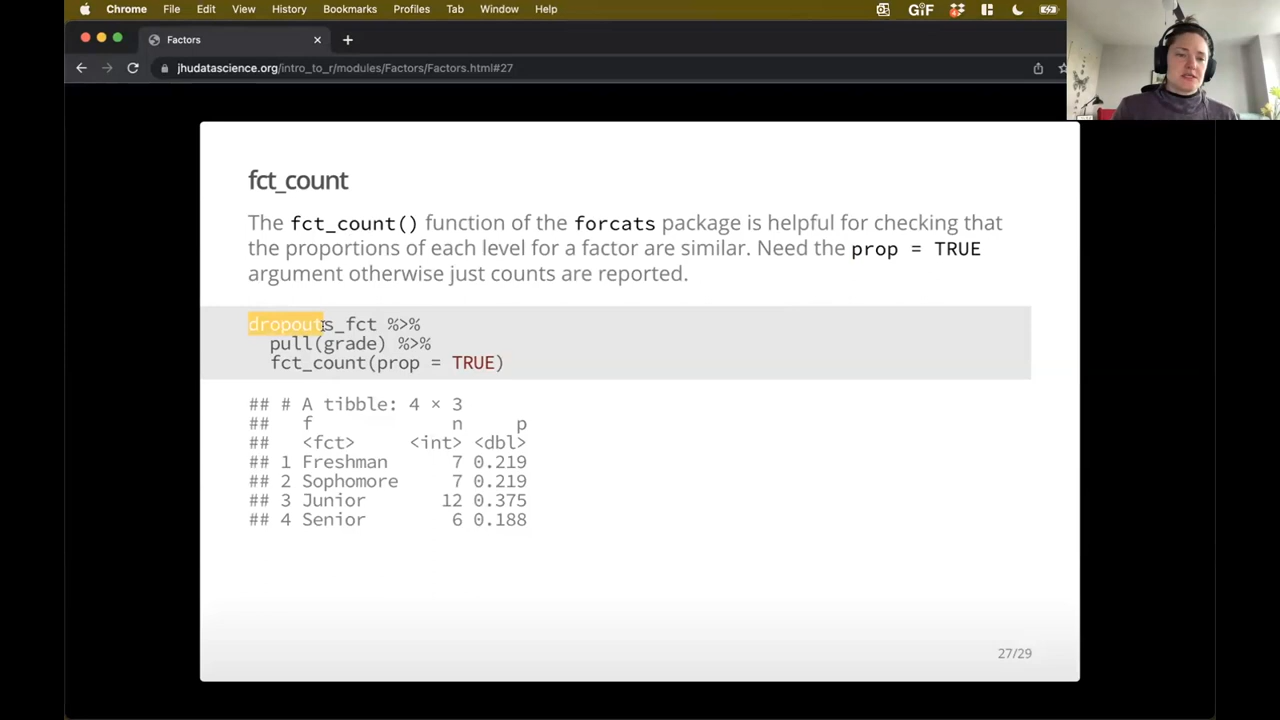 Chrome File Edit View History Bookmarks Profiles Tab Window Help
GIF
Factors
jhudatascience.org/intro_to_r/modules/Factors/Factors.html#27
fct_count
The fct_count() function of the forcats package is helpful for checking that
the proportions of each level for a factor are similar. Need the prop = TRUE
argument otherwise just counts are reported.
dropouts_fct %>%
pull(grade) %>%
fct_count(prop = TRUE)
## # A tibble: 4 × 3
## f n p
## <fct> <int> <dbl>
## 1 Freshman 7 0.219
## 2 Sophomore 7 0.219
## 3 Junior 12 0.375
## 4 Senior 6 0.188
27/29